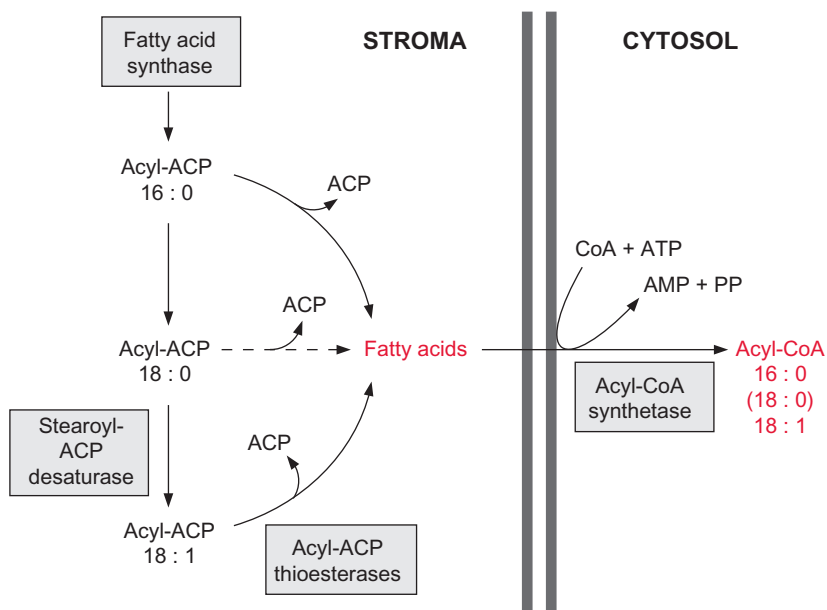 Fatty acid
synthase
STROMA
CYTOSOL
Acyl-ACP
16 : 0
ACP
CoA + ATP
AMP + PP
ACP
Acyl-ACP
18 : 0
Fatty acids
Acyl-CoA
16 : 0
(18 : 0)
18 : 1
Acyl-CoA
synthetase
Stearoyl-
ACP
desaturase
ACP
Acyl-ACP
18 : 1
Acyl-ACP
thioesterases